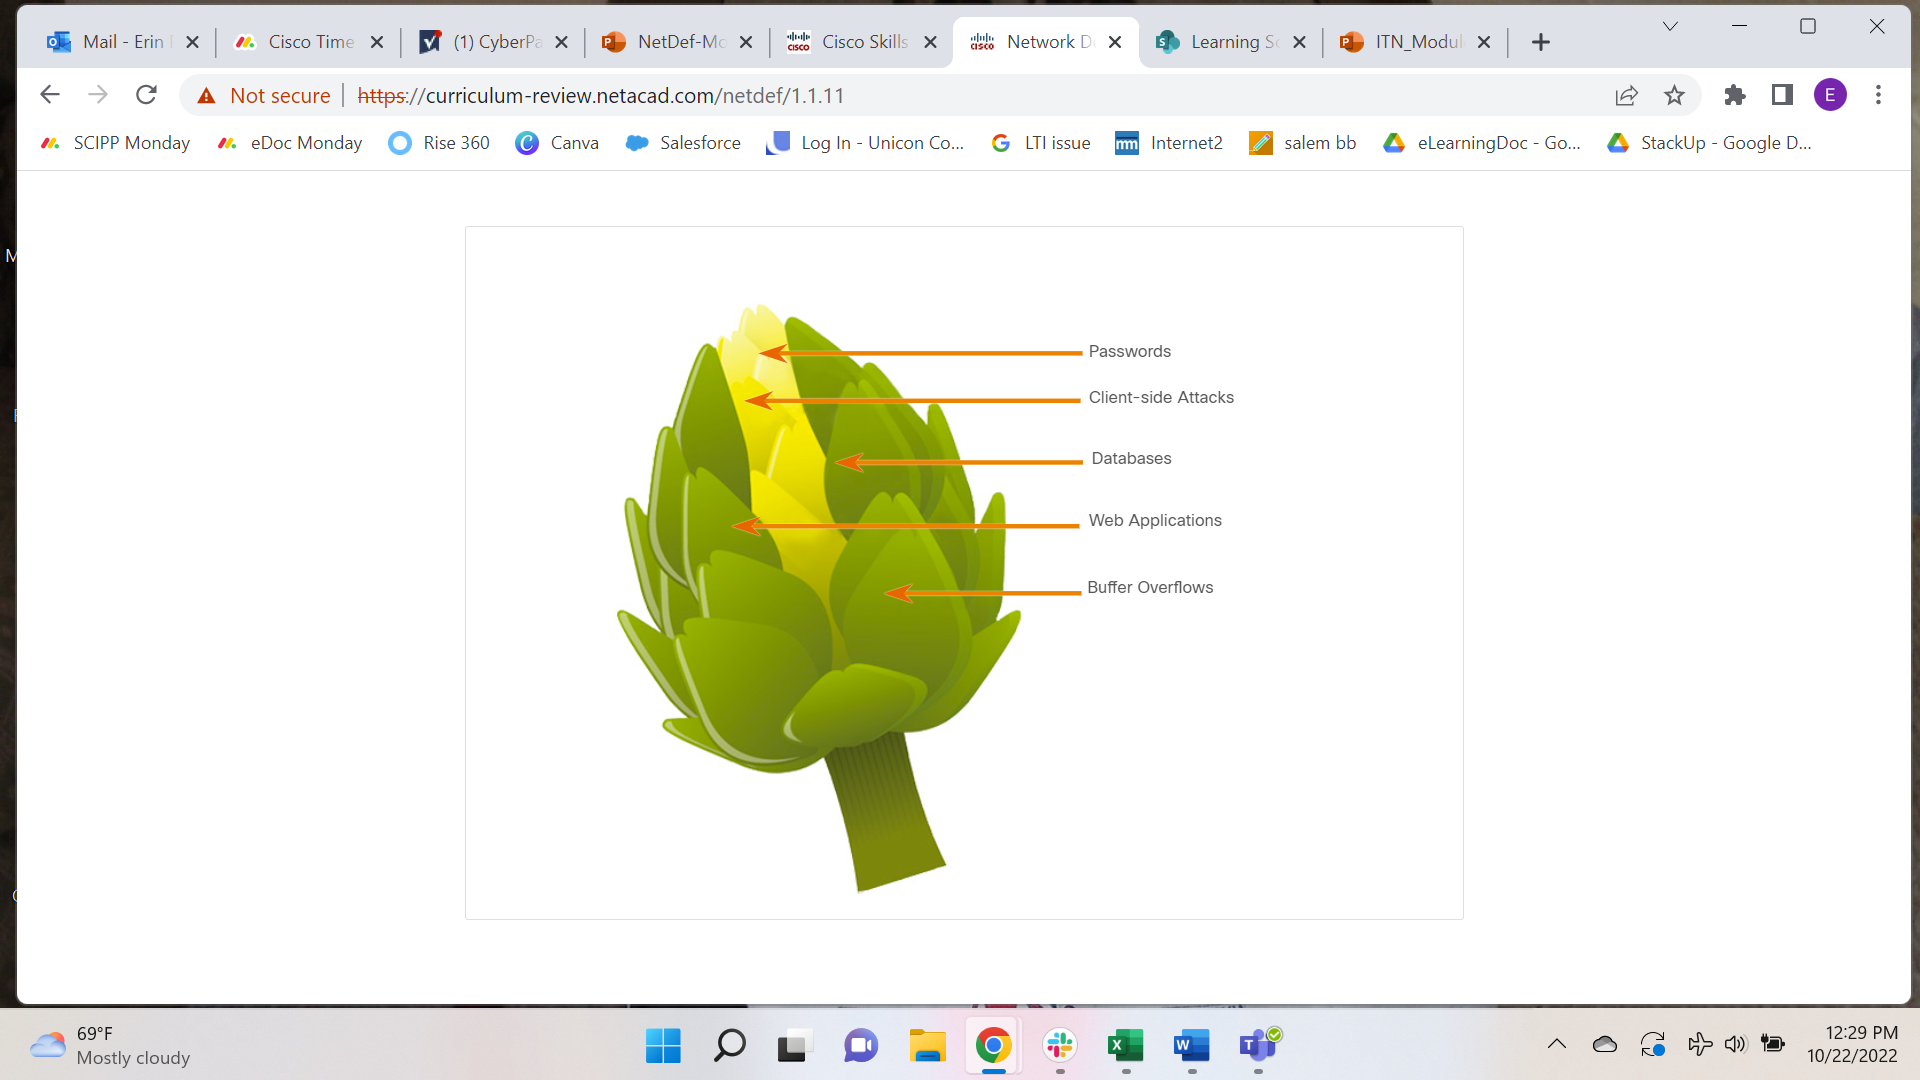 Mail - Erin
Cisco Time
(1) CyberPa
NetDef-Mo
Cisco Skills
Network De
Learning Sc
ITN_Modul
Not secure
https://curriculum-review.netacad.com/netdef/1.1.11
E
SCIPP Monday
eDoc Monday
Rise 360
Canva
Salesforce
Log In - Unicon Co...
LTI issue
Internet2
salem bb
eLearningDoc - Go...
StackUp - Google D...
Passwords
Client-side Attacks
Databases
Web Applications
Buffer Overflows
69°F
Mostly cloudy
12:29 PM
10/22/2022